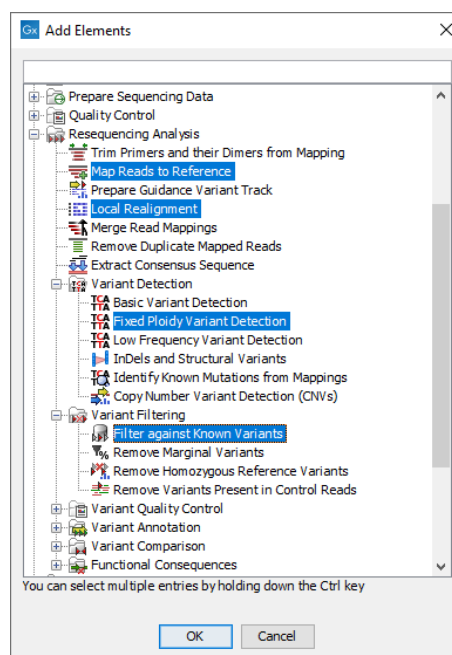 Gx Add Elements
Prepare Sequencing Data
Quality Control
Resequencing Analysis
Trim Primers and their Dimers from Mapping
Map Reads to Reference
Prepare Guidance Variant Track
Local Realignment
Merge Read Mappings
Remove Duplicate Mapped Reads
Extract Consensus Sequence
Variant Detection
Basic Variant Detection
Fixed Ploidy Variant Detection
Low Frequency Variant Detection
InDels and Structural Variants
Identify Known Mutations from Mappings
Copy Number Variant Detection (CNVs)
Variant Filtering
Filter against Known Variants
Remove Marginal Variants
Remove Homozygous Reference Variants
Remove Variants Present in Control Reads
Variant Quality Control
Variant Annotation
Variant Comparison
Functional Consequences
You can select multiple entries by holding down the Ctrl key
OK Cancel